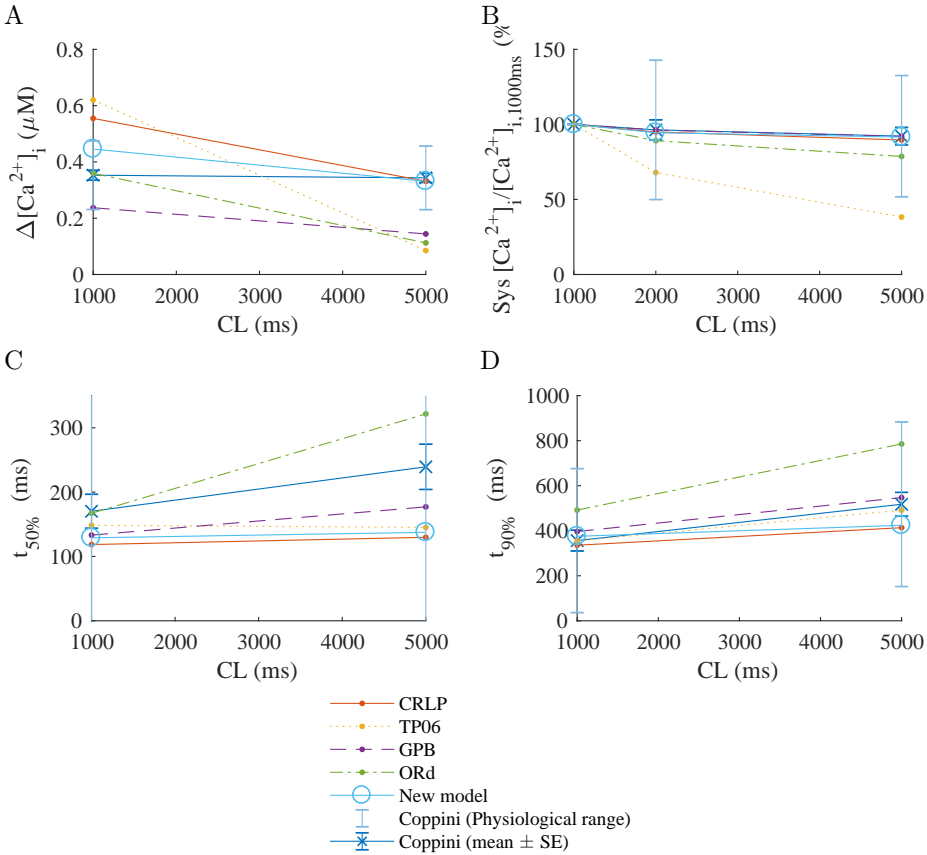 A
Δ[Ca2+]i (μM)
0.8
0.6
0.4
0.2
0
1000 2000 3000 4000 5000
CL (ms)
B
Sys [Ca2+]i/[Ca2+]i,1000ms (%
150
100
50
0
1000 2000 3000 4000 5000
CL (ms)
C
t50% (ms)
300
200
100
0
1000 2000 3000 4000 5000
CL (ms)
D
t90% (ms)
1000
800
600
400
200
0
1000 2000 3000 4000 5000
CL (ms)
CRLP
TP06
GPB
ORd
New model
Coppini (Physiological range)
Coppini (mean ± SE)